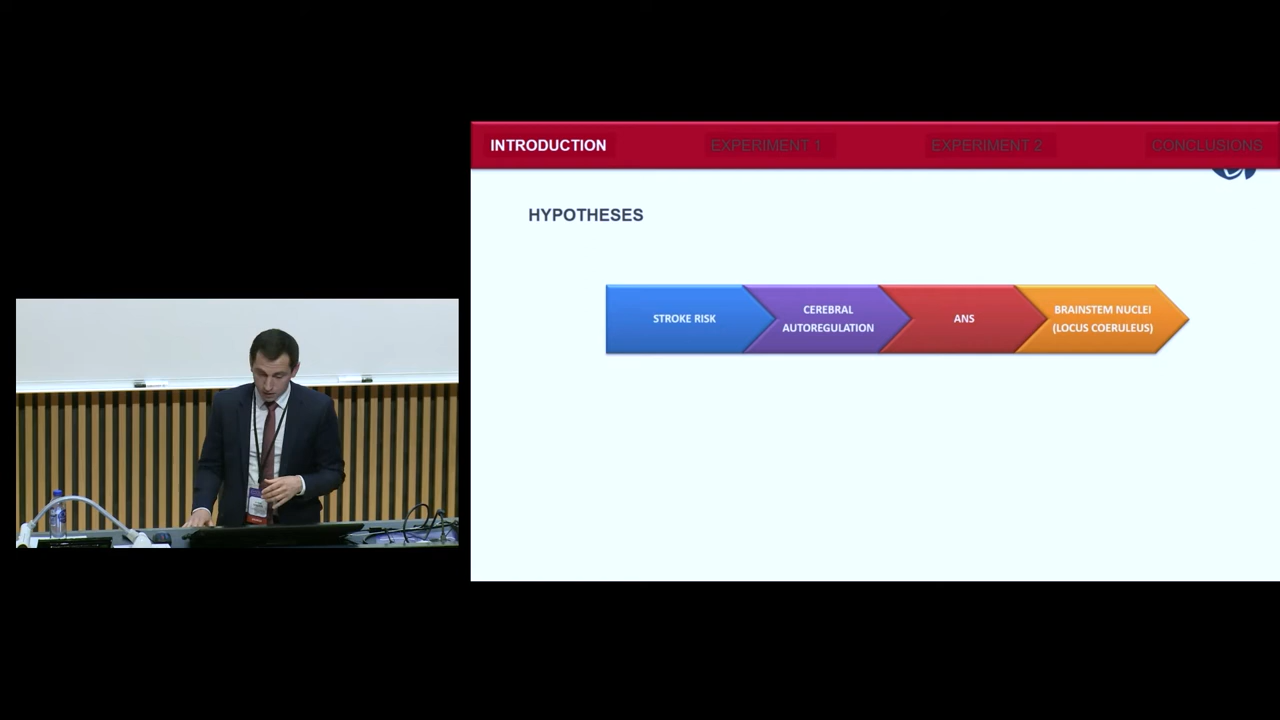 INTRODUCTION
EXPERIMENT 1
EXPERIMENT 2
CONCLUSIONS
HYPOTHESES
STROKE RISK
CEREBRAL
AUTOREGULATION
ANS
BRAINSTEM NUCLEI
(LOCUS COERULEUS)